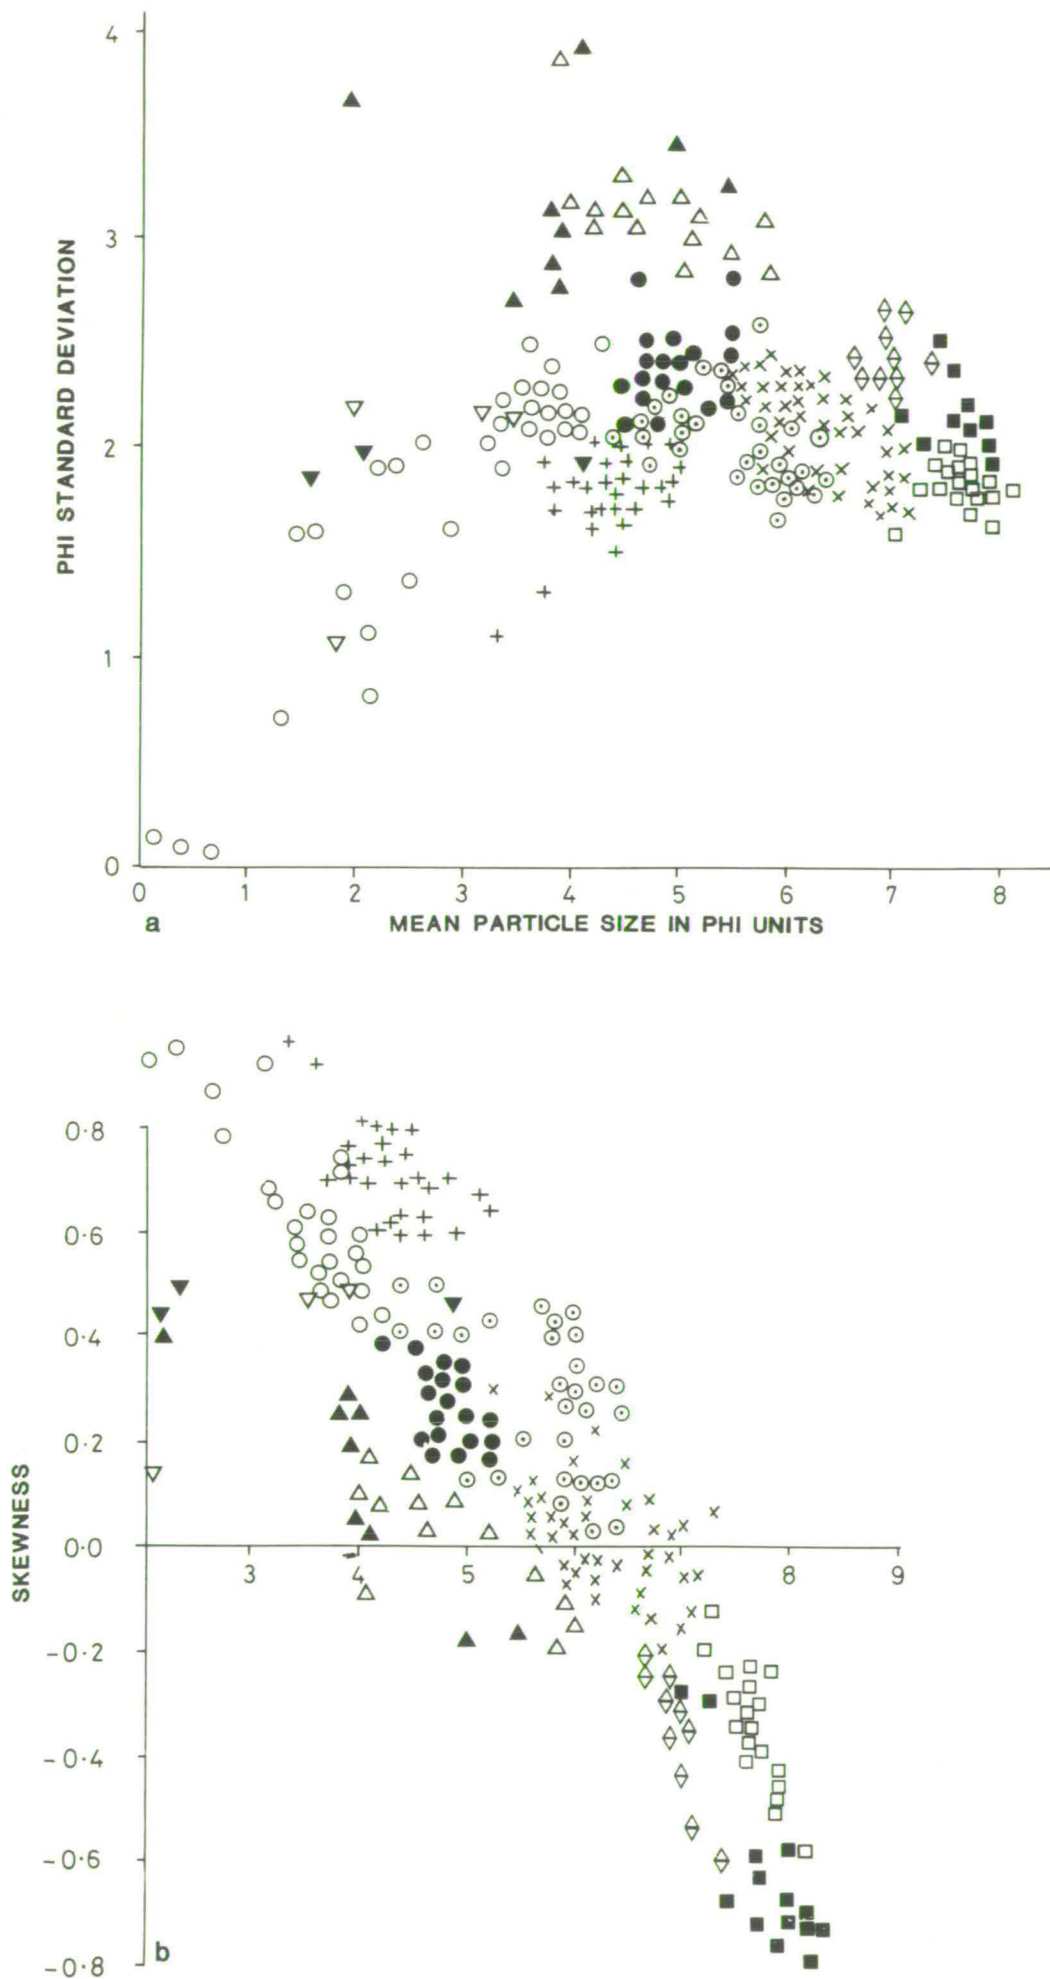 4
3
2
1
0
PHI STANDARD DEVIATION
0 1 2 3 4 5 6 7 8
a MEAN PARTICLE SIZE IN PHI UNITS
0·8
0·6
0·4
0·2
0·0
-0·2
-0·4
-0·6
-0·8
SKEWNESS
3 4 5 8 9
b